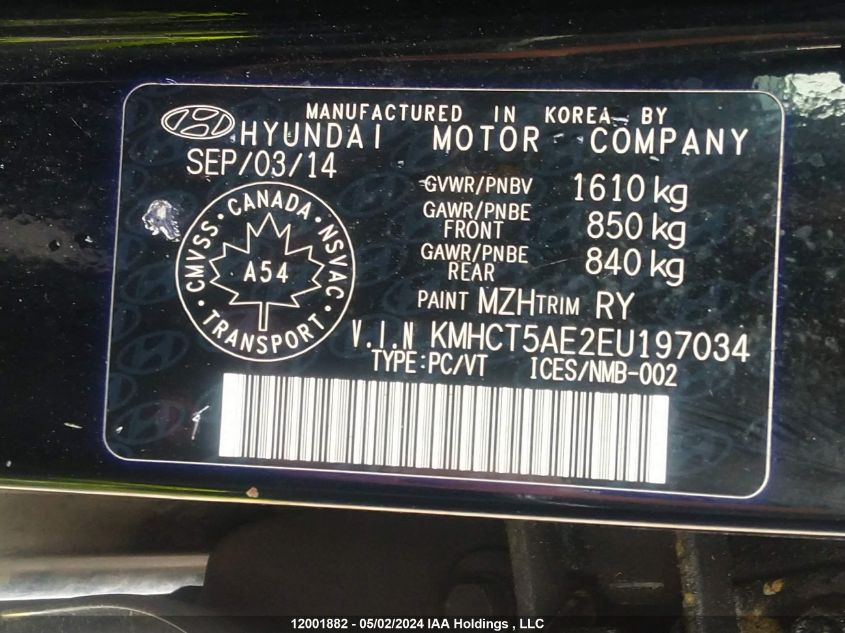 MANUFACTURED IN KOREA BY
HYUNDAI MOTOR COMPANY
SEP/03/14
GVWR/PNBV 1610 kg
GAWR/PNBE FRONT 850 kg
GAWR/PNBE REAR 840 kg
CMVSS • CANADA • NSVAC • TRANSPORT •
A54
PAINT MZH TRIM RY
V.I.N KMHCT5AE2EU197034
TYPE:PC/VT ICES/NMB-002
12001882 - 05/02/2024 IAA Holdings , LLC